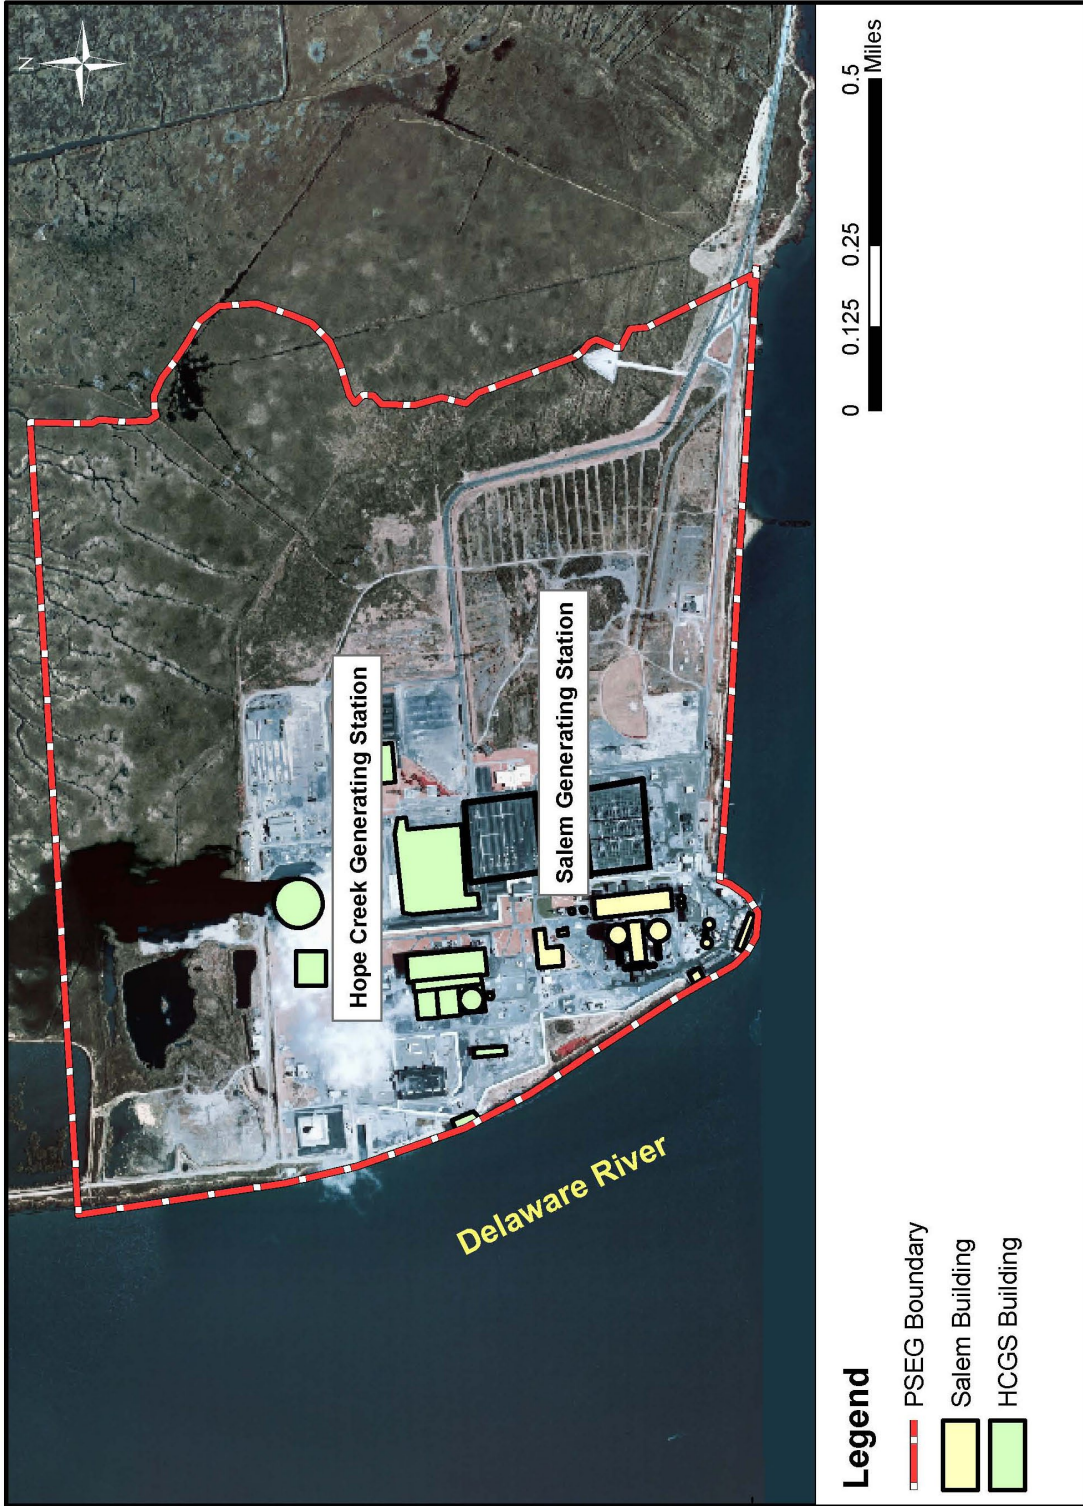 N
Hope Creek Generating Station
Salem Generating Station
Delaware River
Legend
PSEG Boundary
Salem Building
HCGS Building
0 0.125 0.25 0.5
Miles